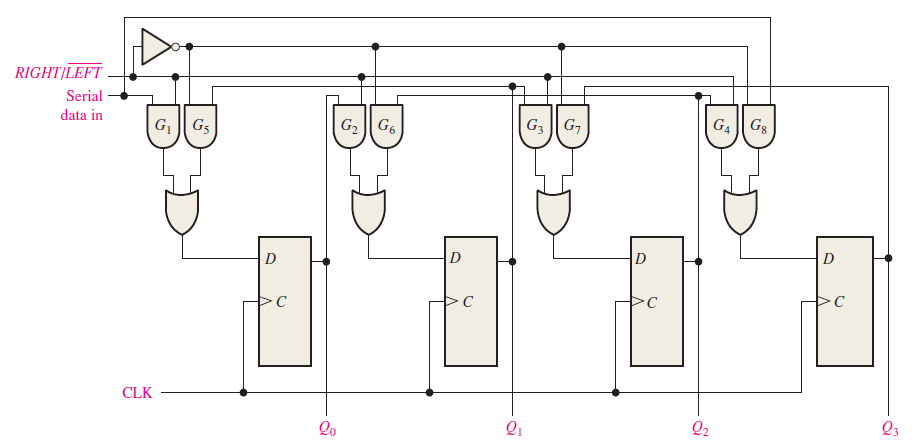 RIGHT/LEFT
Serial
data in
G1 G5 G2 G6 G3 G7 G4 G8
D D D D
C C C C
CLK
Q0 Q1 Q2 Q3